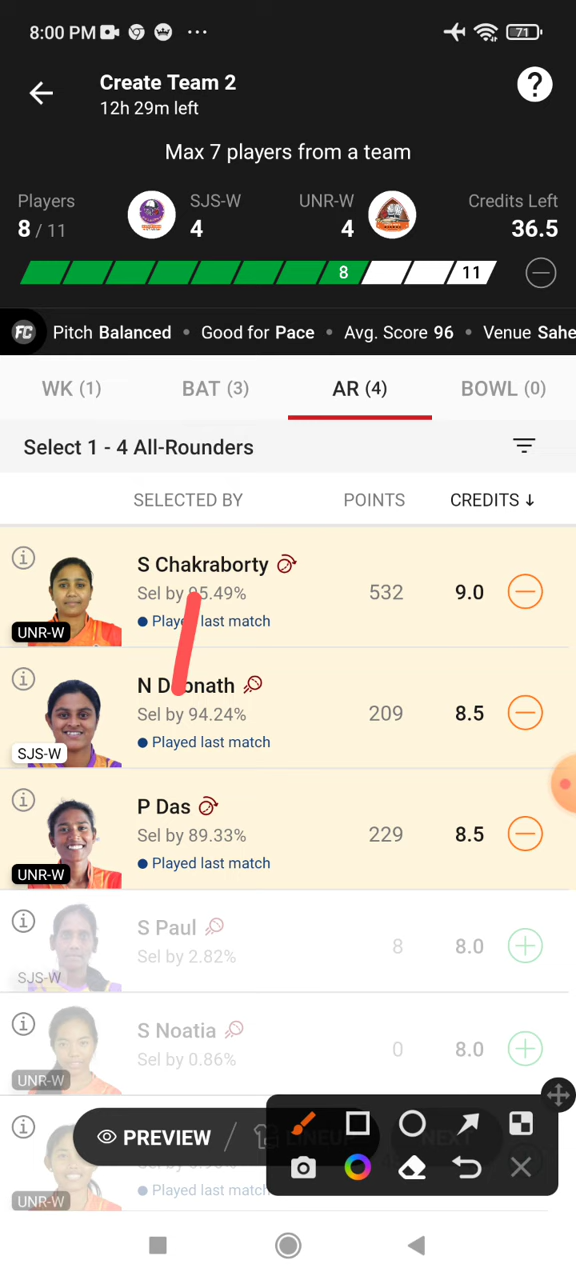 8:00 PM
71
Create Team 2
12h 29m left
?
Max 7 players from a team
Players
SJS-W
UNR-W
Credits Left
8 / 11
4
4
36.5
8
11
FC Pitch Balanced • Good for Pace • Avg. Score 96 • Venue Sahe
WK (1)
BAT (3)
AR (4)
BOWL (0)
Select 1 - 4 All-Rounders
SELECTED BY
POINTS
CREDITS ↓
S Chakraborty
Sel by 95.49%
532
9.0
last match
UNR-W
N
Sel by 94.24%
209
8.5
Played last match
SJS-W
P Das
Sel by 89.33%
229
8.5
Played last match
UNR-W
S Paul
Sel by 2.82%
8
8.0
SJS-W
S Noatia
Sel by 0.86%
0
8.0
UNR-W
PREVIEW
Played last match
UNR-W